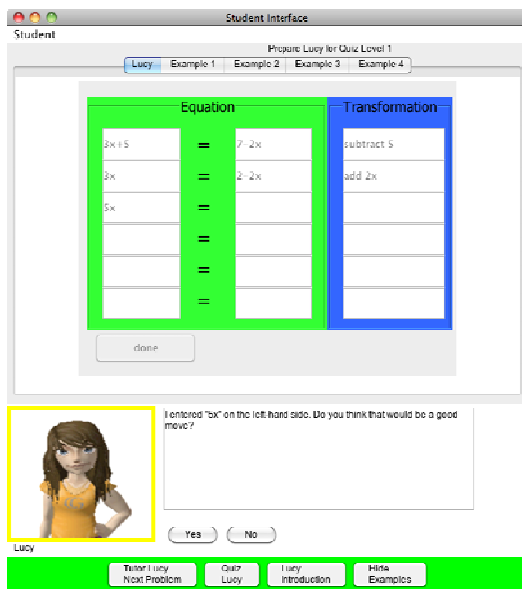 Student Interface
Student
Prepare Lucy for Quiz Level 1
Lucy Example 1 Example 2 Example 3 Example 4
Equation Transformation
3x+5 = 7-2x subtract 5
3x = 2-2x add 2x
5x =
=
=
=
done
I entered "5x" on the left-hand side. Do you think that would be a good
move?
Yes No
Lucy
Tutor Lucy Quiz Lucy Hide
Next Problem Lucy Introduction Examples